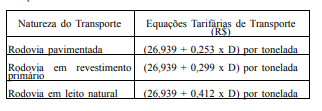 Natureza do Transporte
Equações Tarifárias de Transporte
(R$)
Rodovia pavimentada
(26,939 + 0,253 x D) por tonelada
Rodovia em revestimento
primário
(26,939 + 0,299 x D) por tonelada
Rodovia em leito natural
(26,939 + 0,412 x D) por tonelada